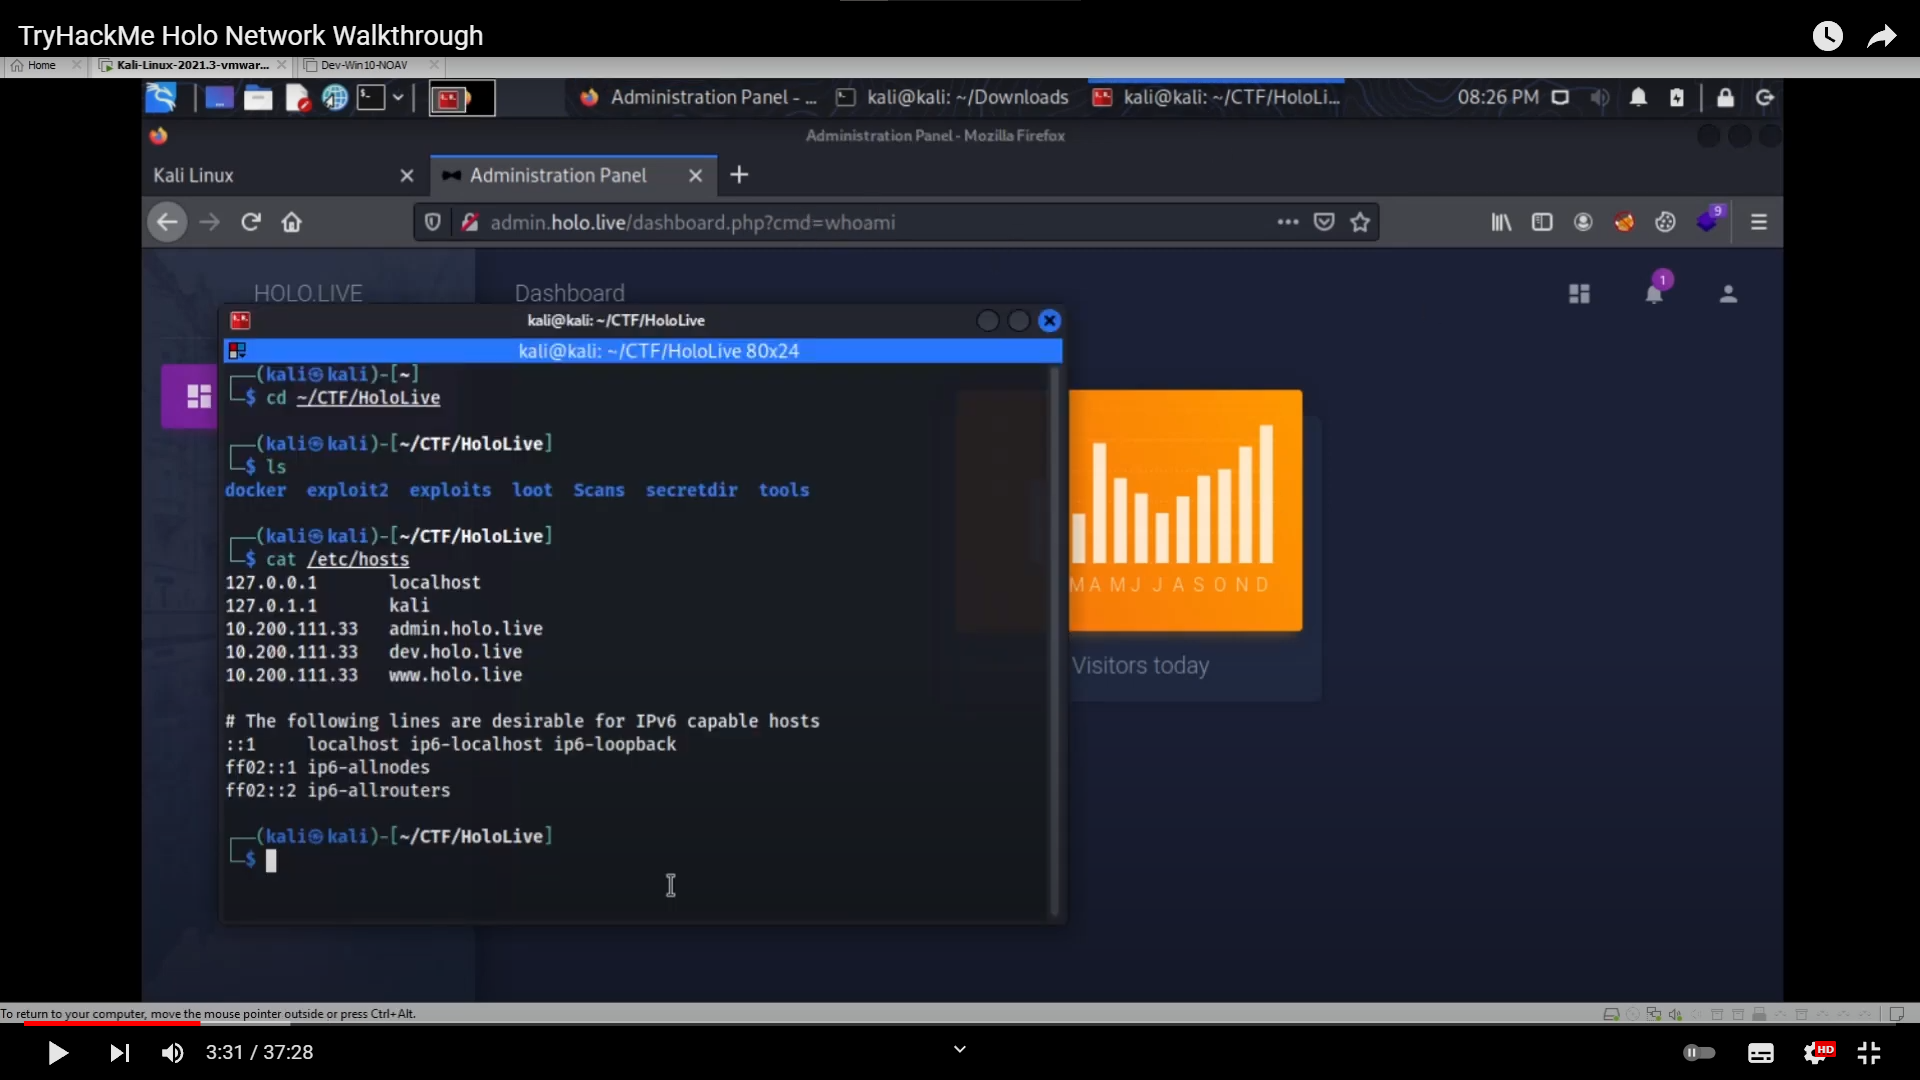 TryHackMe Holo Network Walkthrough
Home
Kali-Linux-2021.3-vmwar...
Dev-Win10-NOAV
Administration Panel - ...
kali@kali: ~/Downloads
kali@kali: ~/CTF/HoloLi...
08:26 PM
Administration Panel - Mozilla Firefox
Kali Linux
Administration Panel
admin.holo.live/dashboard.php?cmd=whoami
9
HOLO.LIVE
Dashboard
1
kali@kali: ~/CTF/HoloLive
kali@kali: ~/CTF/HoloLive 80x24
(kali㉿kali)-[~]
$ cd ~/CTF/HoloLive
(kali㉿kali)-[~/CTF/HoloLive]
$ ls
docker exploit2 exploits loot Scans secretdir tools
(kali㉿kali)-[~/CTF/HoloLive]
$ cat /etc/hosts
127.0.0.1 localhost
127.0.1.1 kali
10.200.111.33 admin.holo.live
10.200.111.33 dev.holo.live
10.200.111.33 www.holo.live
# The following lines are desirable for IPv6 capable hosts
::1 localhost ip6-localhost ip6-loopback
ff02::1 ip6-allnodes
ff02::2 ip6-allrouters
(kali㉿kali)-[~/CTF/HoloLive]
$
M A M J J A S O N D
Visitors today
To return to your computer, move the mouse pointer outside or press Ctrl+Alt.
3:31 / 37:28
HD